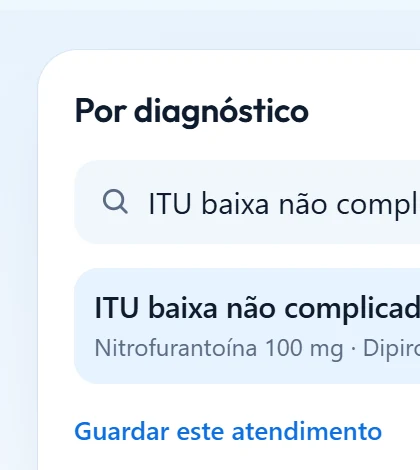 Por diagnóstico
ITU baixa não compl
ITU baixa não complicad
Nitrofurantoína 100 mg · Dipiro
Guardar este atendimento